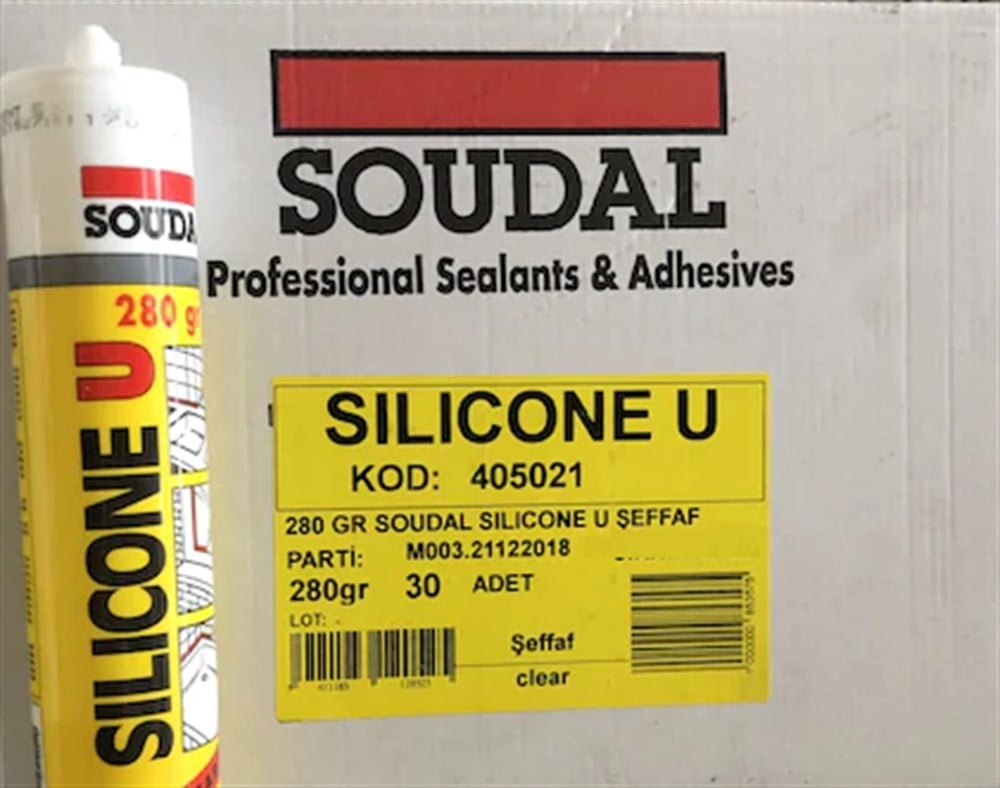 SOUDAL
Professional Sealants & Adhesives
SILICONE U
KOD: 405021
280 GR SOUDAL SILICONE U ŞEFFAF
PARTİ: M003.21122018
280gr 30 ADET
LOT: -
Şeffaf
clear
SOUDA
280 gr
SILICONE U